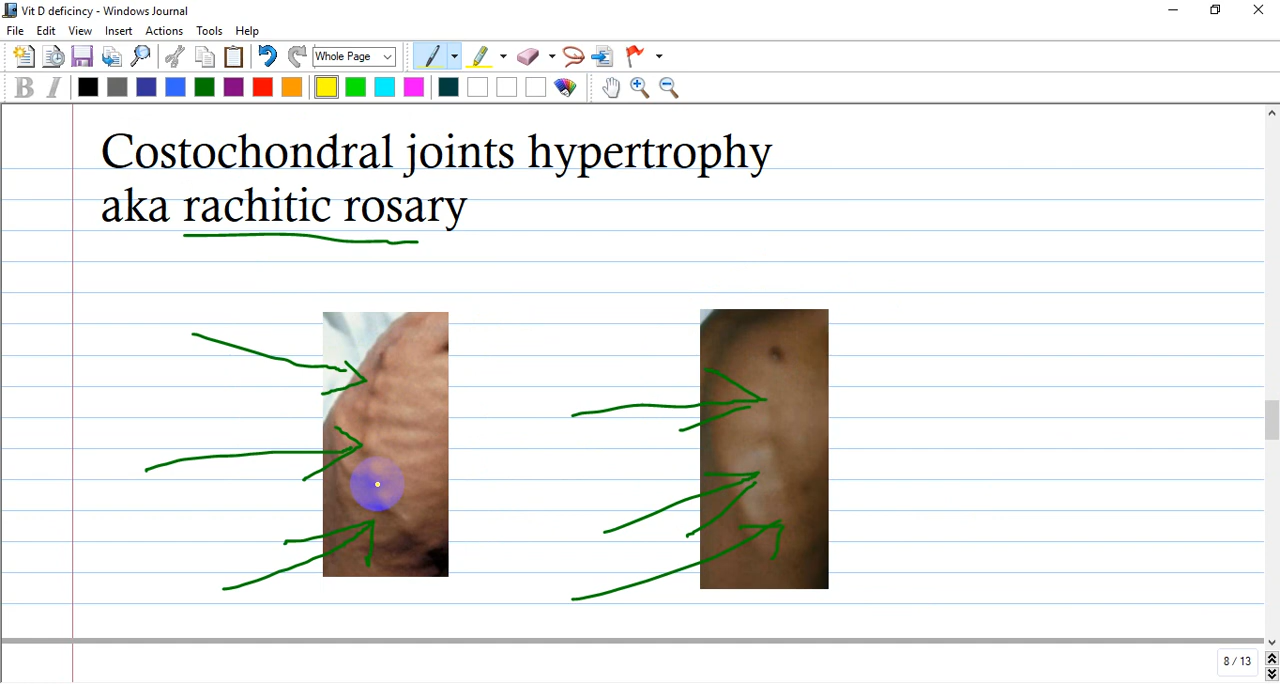 Vit D deficincy - Windows Journal
File Edit View Insert Actions Tools Help
Whole Page
B I
Costochondral joints hypertrophy
aka rachitic rosary
8 / 13